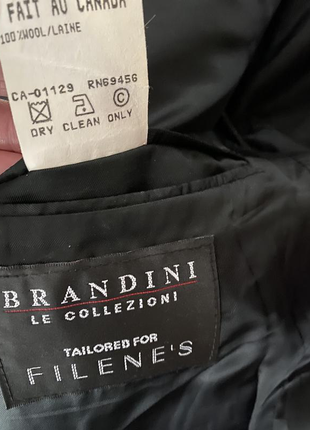 FAIT AU CANADA
100%WOOL/LAINE
CA-01129 RN69456
DRY CLEAN ONLY
BRANDINI
LE COLLEZIONI
TAILORED FOR
FILENE'S